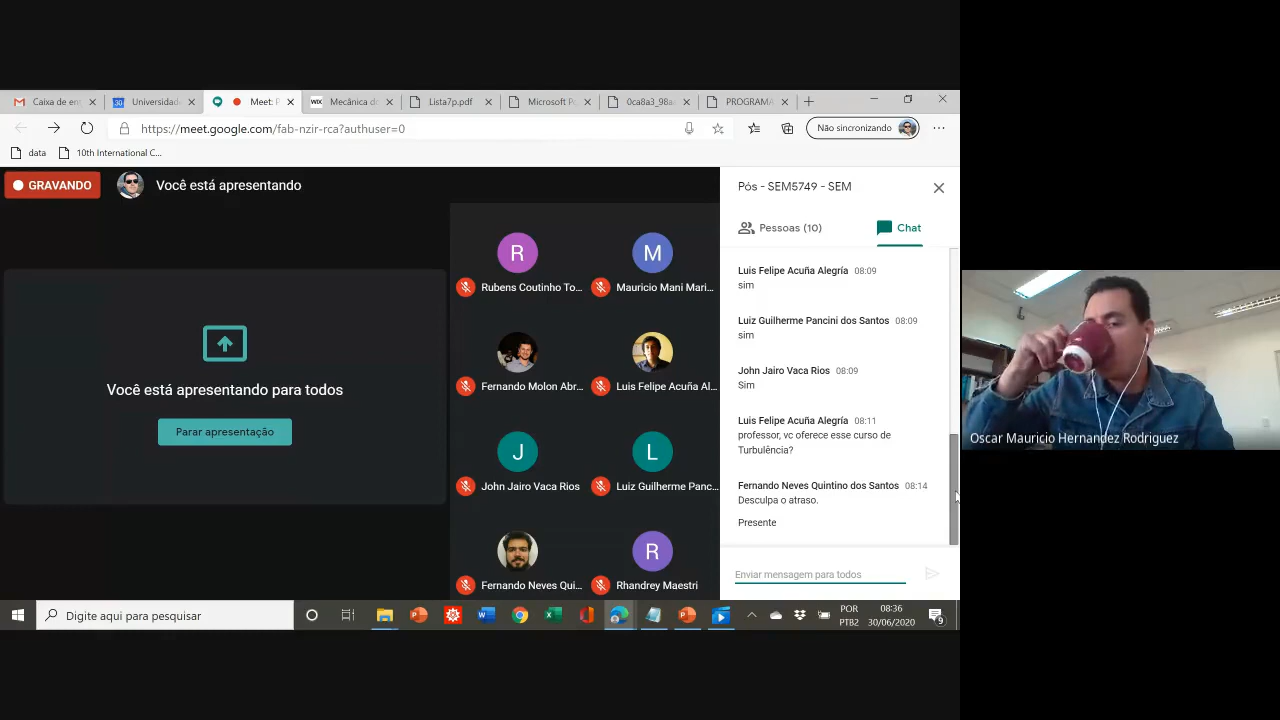 Caixa de en
Universidad
Meet: P
Mecânica do
Lista7p.pdf
Microsoft Po
0ca8a3_98a
PROGRAMA
https://meet.google.com/fab-nzir-rca?authuser=0
Não sincronizando
data
10th International C...
GRAVANDO
Você está apresentando
Pós - SEM5749 - SEM
Pessoas (10)
Chat
R
M
Rubens Coutinho To...
Mauricio Mani Mari...
Fernando Molon Abr...
Luis Felipe Acuña Al...
J
L
John Jairo Vaca Rios
Luiz Guilherme Panc...
R
Fernando Neves Qui...
Rhandrey Maestri
Você está apresentando para todos
Parar apresentação
Luis Felipe Acuña Alegría 08:09
sim
Luiz Guilherme Pancini dos Santos 08:09
sim
John Jairo Vaca Rios 08:09
Sim
Luis Felipe Acuña Alegría 08:11
professor, vc oferece esse curso de
Turbulência?
Fernando Neves Quintino dos Santos 08:14
Desculpa o atraso.
Presente
Enviar mensagem para todos
Oscar Mauricio Hernandez Rodriguez
Digite aqui para pesquisar
POR
PTB2
08:36
30/06/2020
9